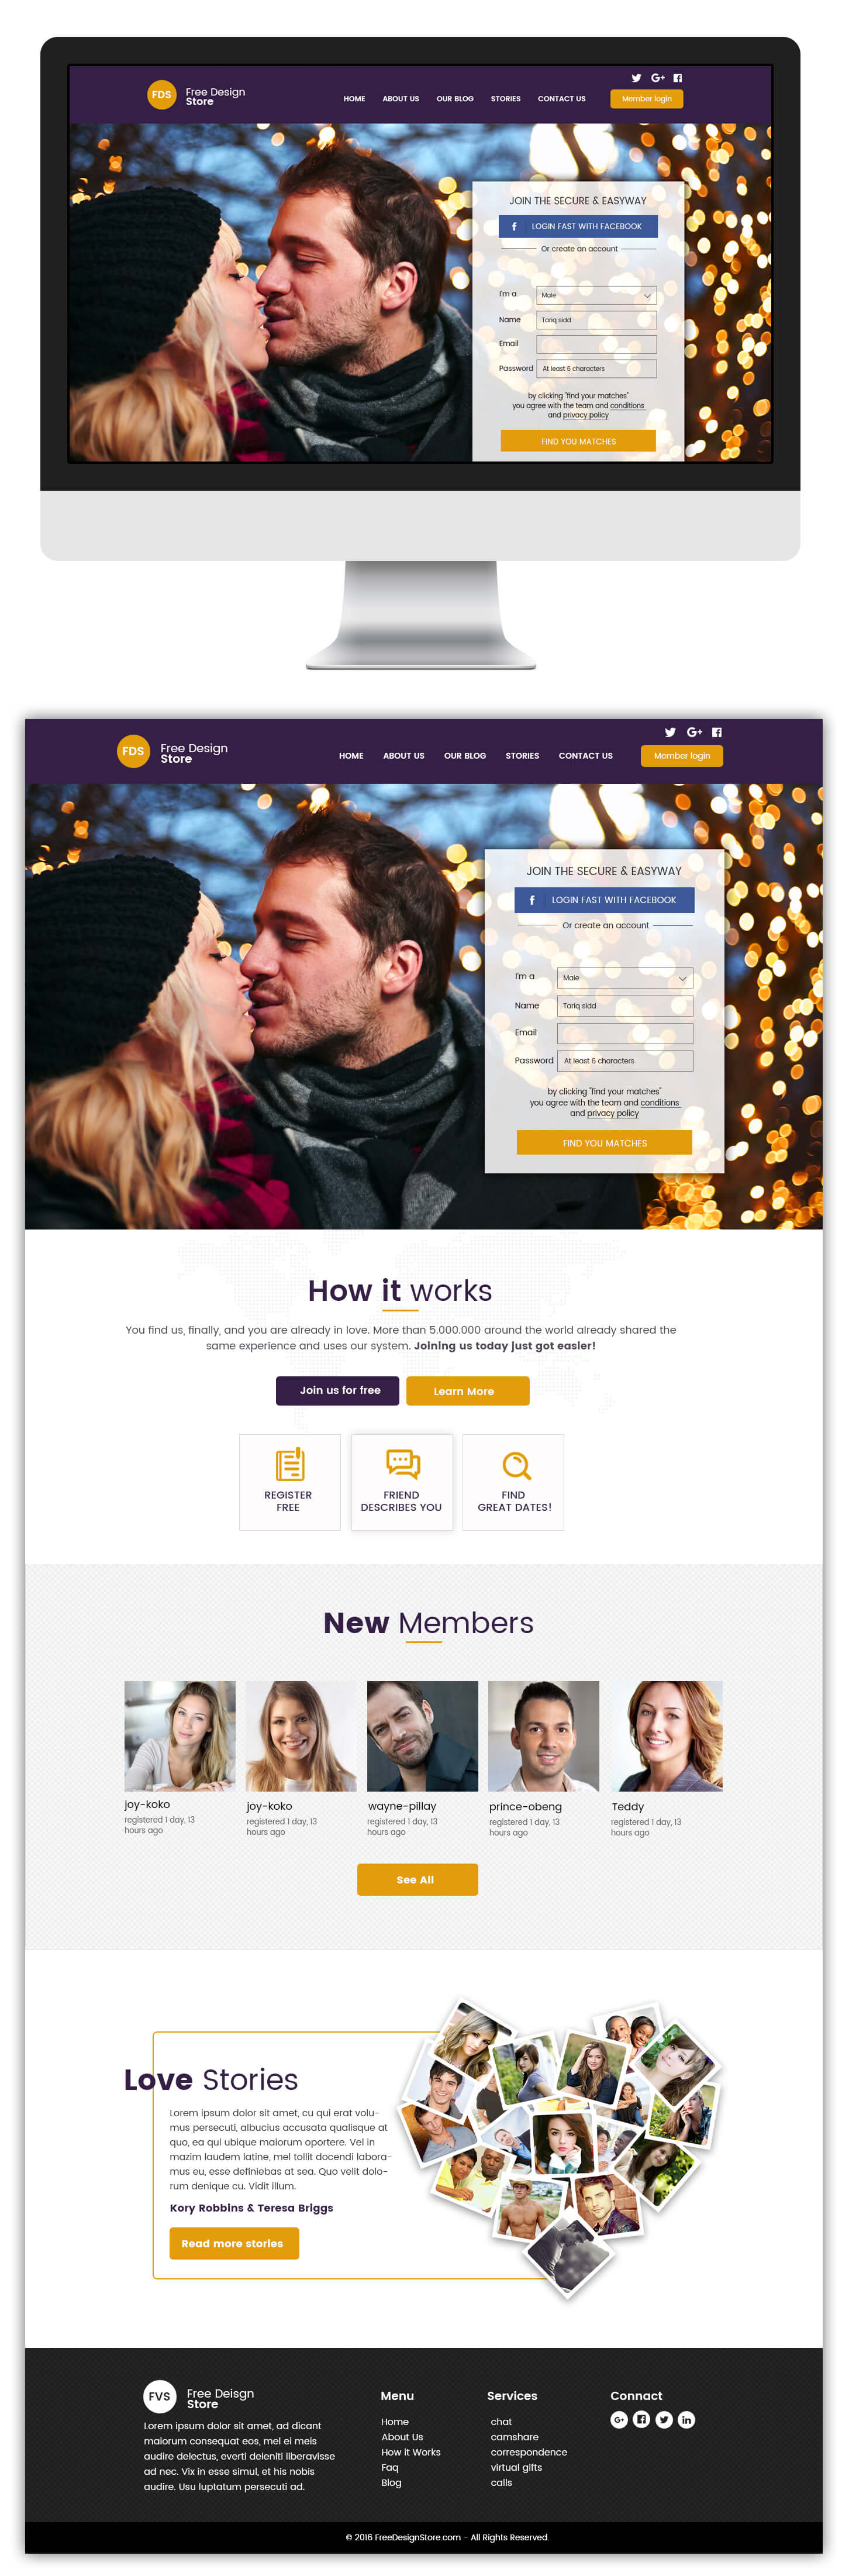 FDS Free Design
Store
HOME ABOUT US OUR BLOG STORIES CONTACT US Member login
JOIN THE SECURE & EASYWAY
f LOGIN FAST WITH FACEBOOK
Or create an account
I'm a Male
Name Tariq sidd
Email
Password At least 6 characters
by clicking "find your matches"
you agree with the team and conditions
and privacy policy
FIND YOU MATCHES
FDS Free Design
Store
HOME ABOUT US OUR BLOG STORIES CONTACT US Member login
JOIN THE SECURE & EASYWAY
f LOGIN FAST WITH FACEBOOK
Or create an account
I'm a Male
Name Tariq sidd
Email
Password At least 6 characters
by clicking "find your matches"
you agree with the team and conditions
and privacy policy
FIND YOU MATCHES
How it works
You find us, finally, and you are already in love. More than 5.000.000 around the world already shared the
same experience and uses our system. Joining us today just got easier!
Join us for free Learn More
REGISTER
FREE
FRIEND
DESCRIBES YOU
FIND
GREAT DATES!
New Members
joy-koko
registered 1 day, 13
hours ago
joy-koko
registered 1 day, 13
hours ago
wayne-pillay
registered 1 day, 13
hours ago
prince-obeng
registered 1 day, 13
hours ago
Teddy
registered 1 day, 13
hours ago
See All
Love Stories
Lorem ipsum dolor sit amet, cu qui erat volu-
mus persecuti, albucius accusata qualisque at
quo, ea qui ubique maiorum oportere. Vel in
mazim laudem latine, mel tollit docendi labora-
mus eu, esse definiebas at sea. Quo velit dolo-
rum denique cu. Vidit illum.
Kory Robbins & Teresa Briggs
Read more stories
FVS Free Deisgn
Store
Lorem ipsum dolor sit amet, ad dicant
maiorum consequat eos, mel ei meis
audire delectus, everti deleniti liberavisse
ad nec. Vix in esse simul, et his nobis
audire. Usu luptatum persecuti ad.
Menu
Home
About Us
How it Works
Faq
Blog
Services
chat
camshare
correspondence
virtual gifts
calls
Connact
© 2016 FreeDesignStore.com - All Rights Reserved.